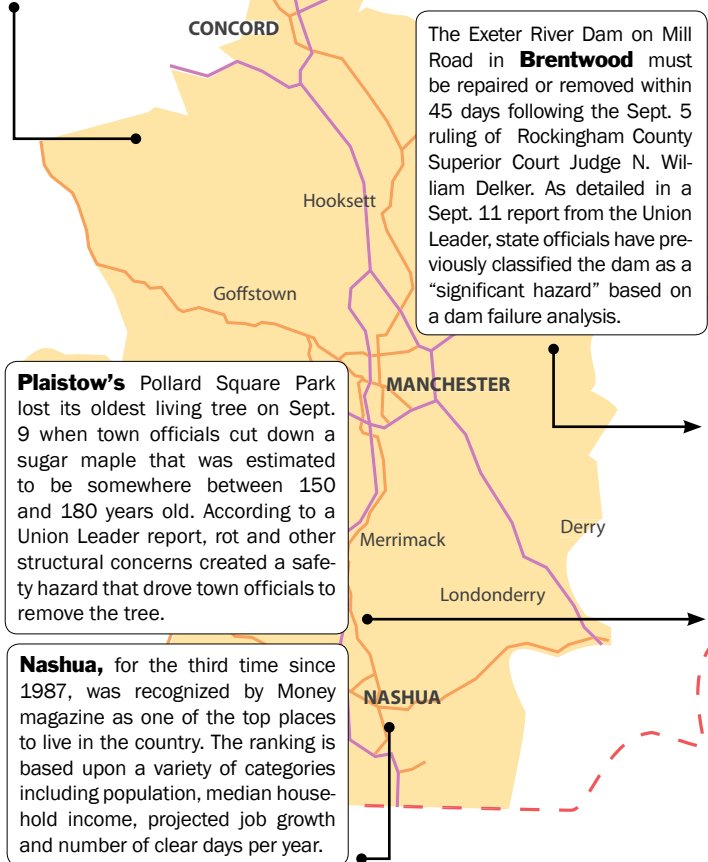 CONCORD
The Exeter River Dam on Mill
Road in Brentwood must
be repaired or removed within
45 days following the Sept. 5
ruling of Rockingham County
Superior Court Judge N. Wil-
liam Delker. As detailed in a
Sept. 11 report from the Union
Leader, state officials have pre-
viously classified the dam as a
“significant hazard” based on
a dam failure analysis.
Hooksett
Goffstown
MANCHESTER
Plaistow’s Pollard Square Park
lost its oldest living tree on Sept.
9 when town officials cut down a
sugar maple that was estimated
to be somewhere between 150
and 180 years old. According to a
Union Leader report, rot and other
structural concerns created a safe-
ty hazard that drove town officials to
remove the tree.
Merrimack
Derry
Londonderry
Nashua, for the third time since
1987, was recognized by Money
magazine as one of the top places
to live in the country. The ranking is
based upon a variety of categories
including population, median house-
hold income, projected job growth
and number of clear days per year.
NASHUA